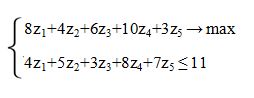 8z₁+4z₂+6z₃+10z₄+3z₅→max
4z₁+5z₂+3z₃+8z₄+7z₅≤11